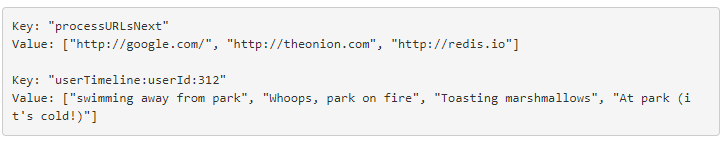 Key: "processURLsNext"
Value: ["http://google.com/", "http://theonion.com", "http://redis.io"]
Key: "userTimeline:userId:312"
Value: ["swimming away from park", "Whoops, park on fire", "Toasting marshmallows", "At park (i
t's cold!)"]